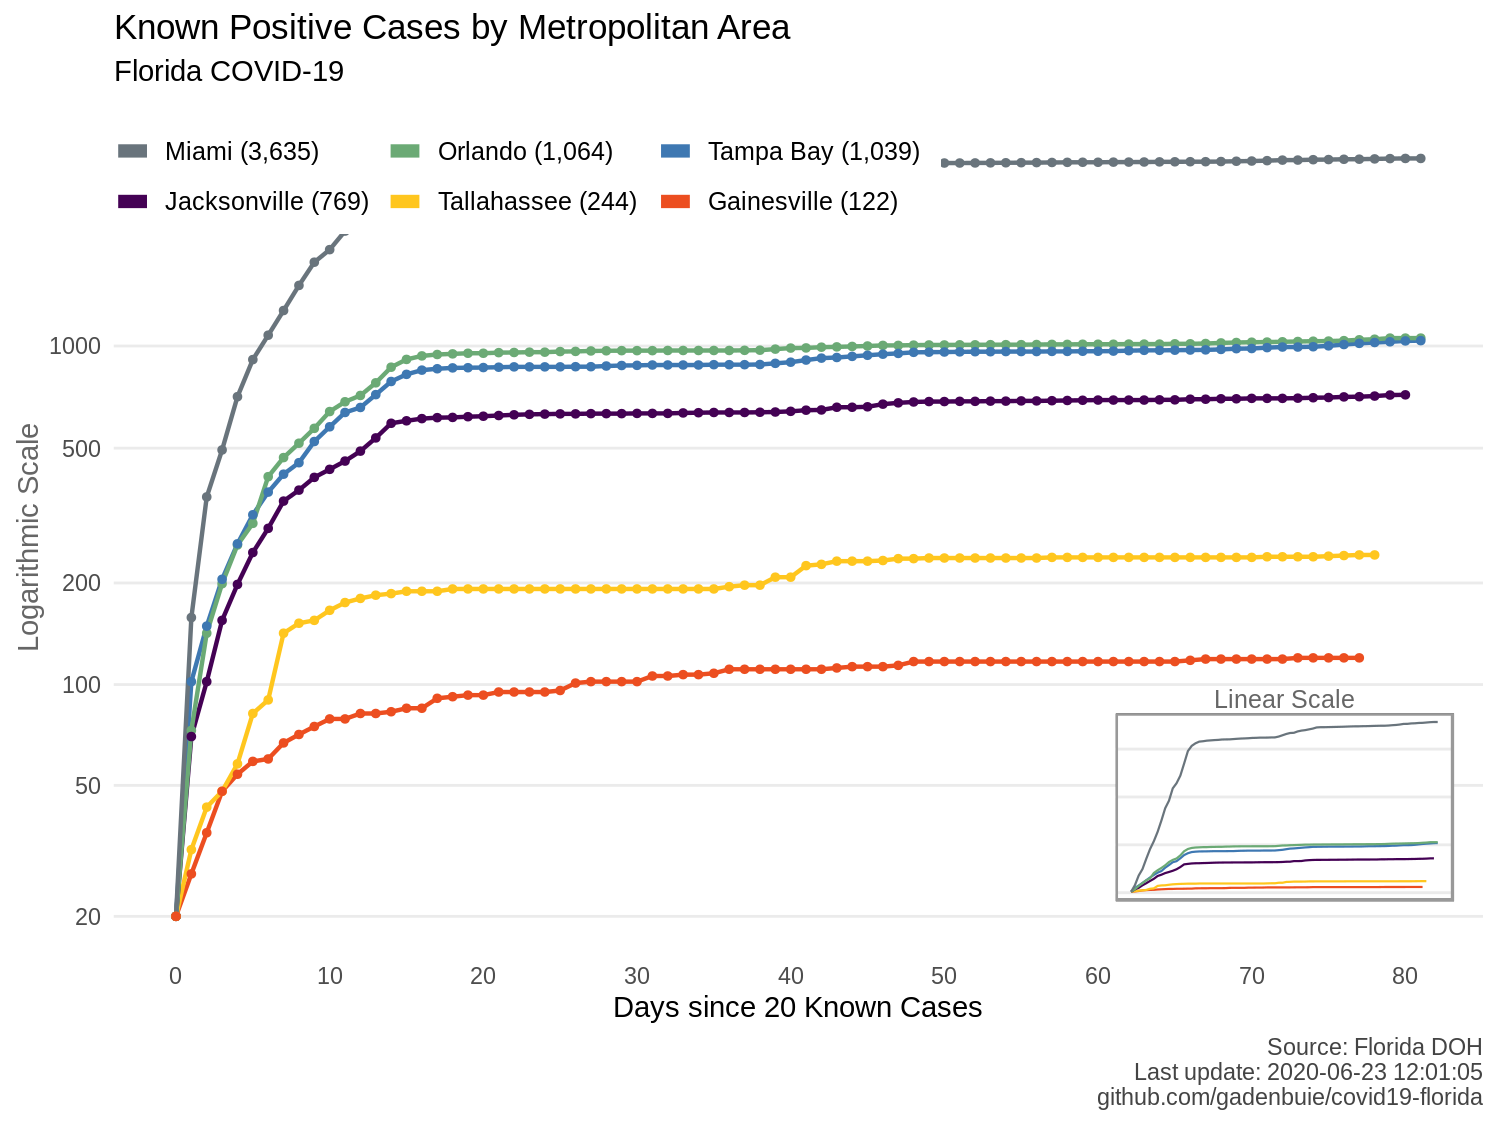 Known Positive Cases by Metropolitan Area
Florida COVID-19
Miami (3,635) Orlando (1,064) Tampa Bay (1,039)
Jacksonville (769) Tallahassee (244) Gainesville (122)
Logarithmic Scale
1000
500
200
100
50
20
Linear Scale
0 10 20 30 40 50 60 70 80
Days since 20 Known Cases
Source: Florida DOH
Last update: 2020-06-23 12:01:05
github.com/gadenbuie/covid19-florida